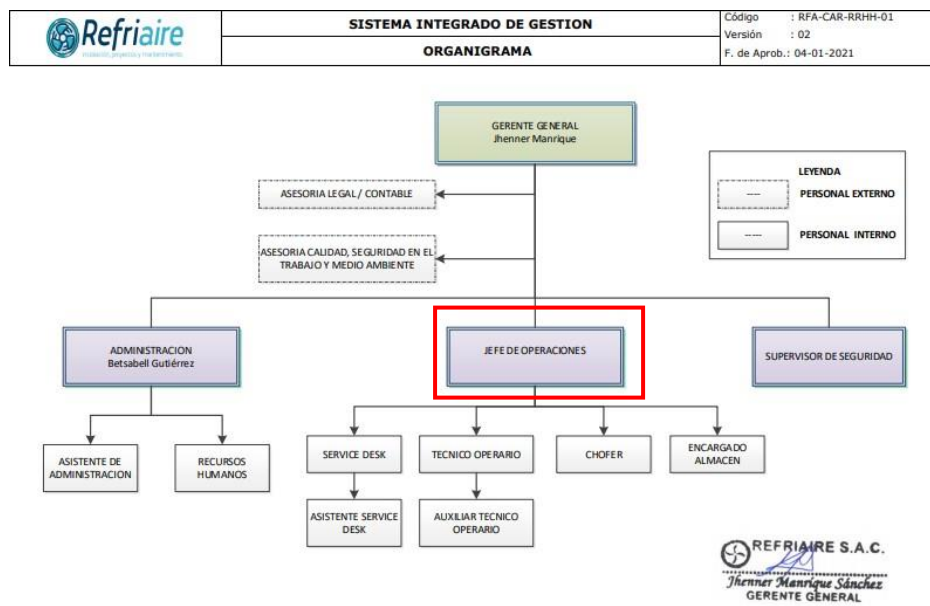 Refriaire
SISTEMA INTEGRADO DE GESTION
ORGANIGRAMA
Código : RFA-CAR-RRHH-01
Versión : 02
F. de Aprob.: 04-01-2021
GERENTE GENERAL
Jhenner Manrique
LEYENDA
---- PERSONAL EXTERNO
----- PERSONAL INTERNO
ASESORIA LEGAL / CONTABLE
ASESORIA CALIDAD, SEGURIDAD EN EL
TRABAJO Y MEDIO AMBIENTE
ADMINISTRACION
Betsabell Gutiérrez
JEFE DE OPERACIONES
SUPERVISOR DE SEGURIDAD
ASISTENTE DE
ADMINISTRACION
RECURSOS
HUMANOS
SERVICE DESK
TECNICO OPERARIO
CHOFER
ENCARGADO
ALMACEN
ASISTENTE SERVICE
DESK
AUXILIAR TECNICO
OPERARIO
REFRIAIRE S.A.C.
Jhenner Manrique Sánchez
GERENTE GENERAL